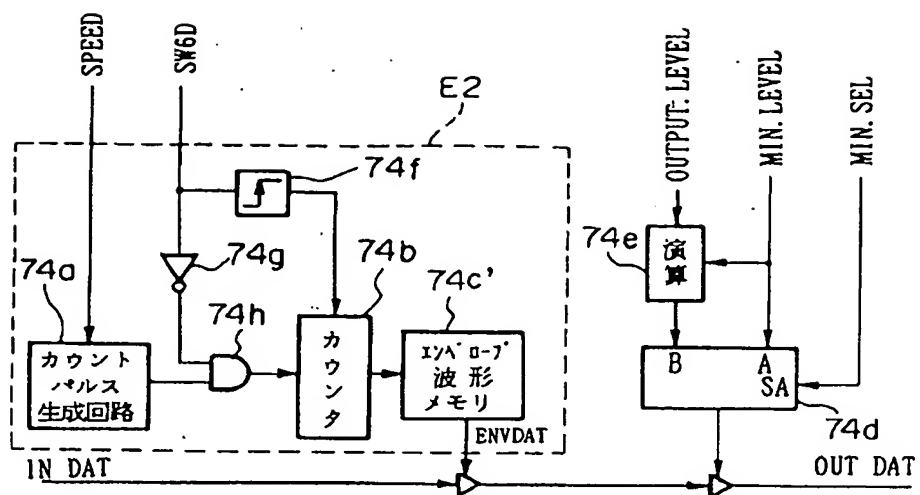 SPEED
SW6D
E2
OUTPUT.LEVEL
MIN.LEVEL
MIN.SEL
74f
74g
74a
74b
74h
74c'
74e
演
算
カウント
パルス
生成回路
カ
ウ
ン
タ
エンベロープ
波形
メモリ
B
A
SA
74d
ENVDAT
IN DAT
OUT DAT